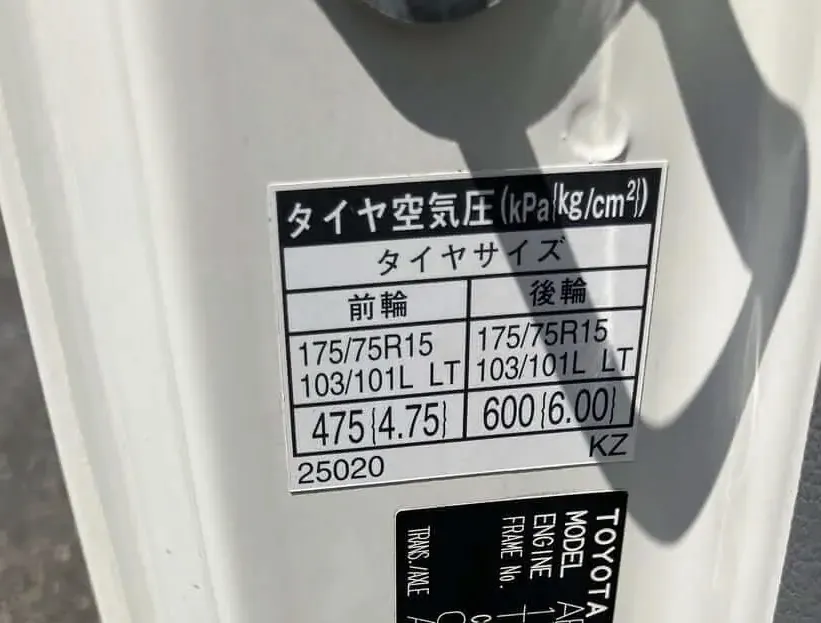 タイヤ空気圧(kPa{kg/cm²})
タイヤサイズ
前輪 後輪
175/75R15 175/75R15
103/101L LT 103/101L LT
475{4.75} 600{6.00}
25020 KZ
TOYOTA
MODEL
ENGINE
FRAME No.
TRANS./AXLE